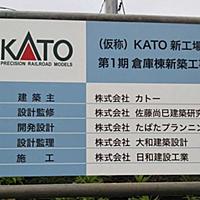 KATO
PRECISION RAILROAD MODELS
(仮称) KATO 新工場
第1期 倉庫棟新築工事
建築主 株式会社 カトー
設計監修 株式会社 佐藤尚巳建築研究
開発設計 株式会社 たばたプランニン
設計監理 株式会社 大和建築設計
施工 株式会社 日和建設工業